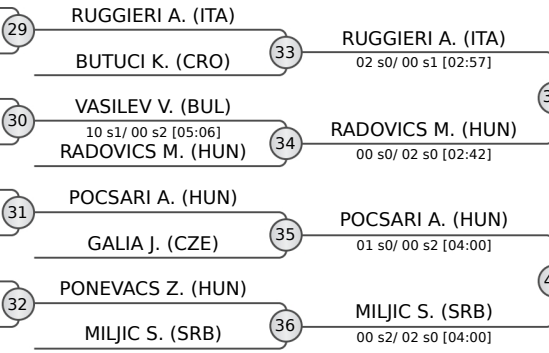 RUGGIERI A. (ITA)
29
BUTUCI K. (CRO)
33
RUGGIERI A. (ITA)
02 s0/ 00 s1 [02:57]
VASILEV V. (BUL)
30
10 s1/ 00 s2 [05:06]
RADOVICS M. (HUN)
34
RADOVICS M. (HUN)
00 s0/ 02 s0 [02:42]
POCSARI A. (HUN)
31
GALIA J. (CZE)
35
POCSARI A. (HUN)
01 s0/ 00 s2 [04:00]
PONEVACS Z. (HUN)
32
MILJIC S. (SRB)
36
MILJIC S. (SRB)
00 s2/ 02 s0 [04:00]